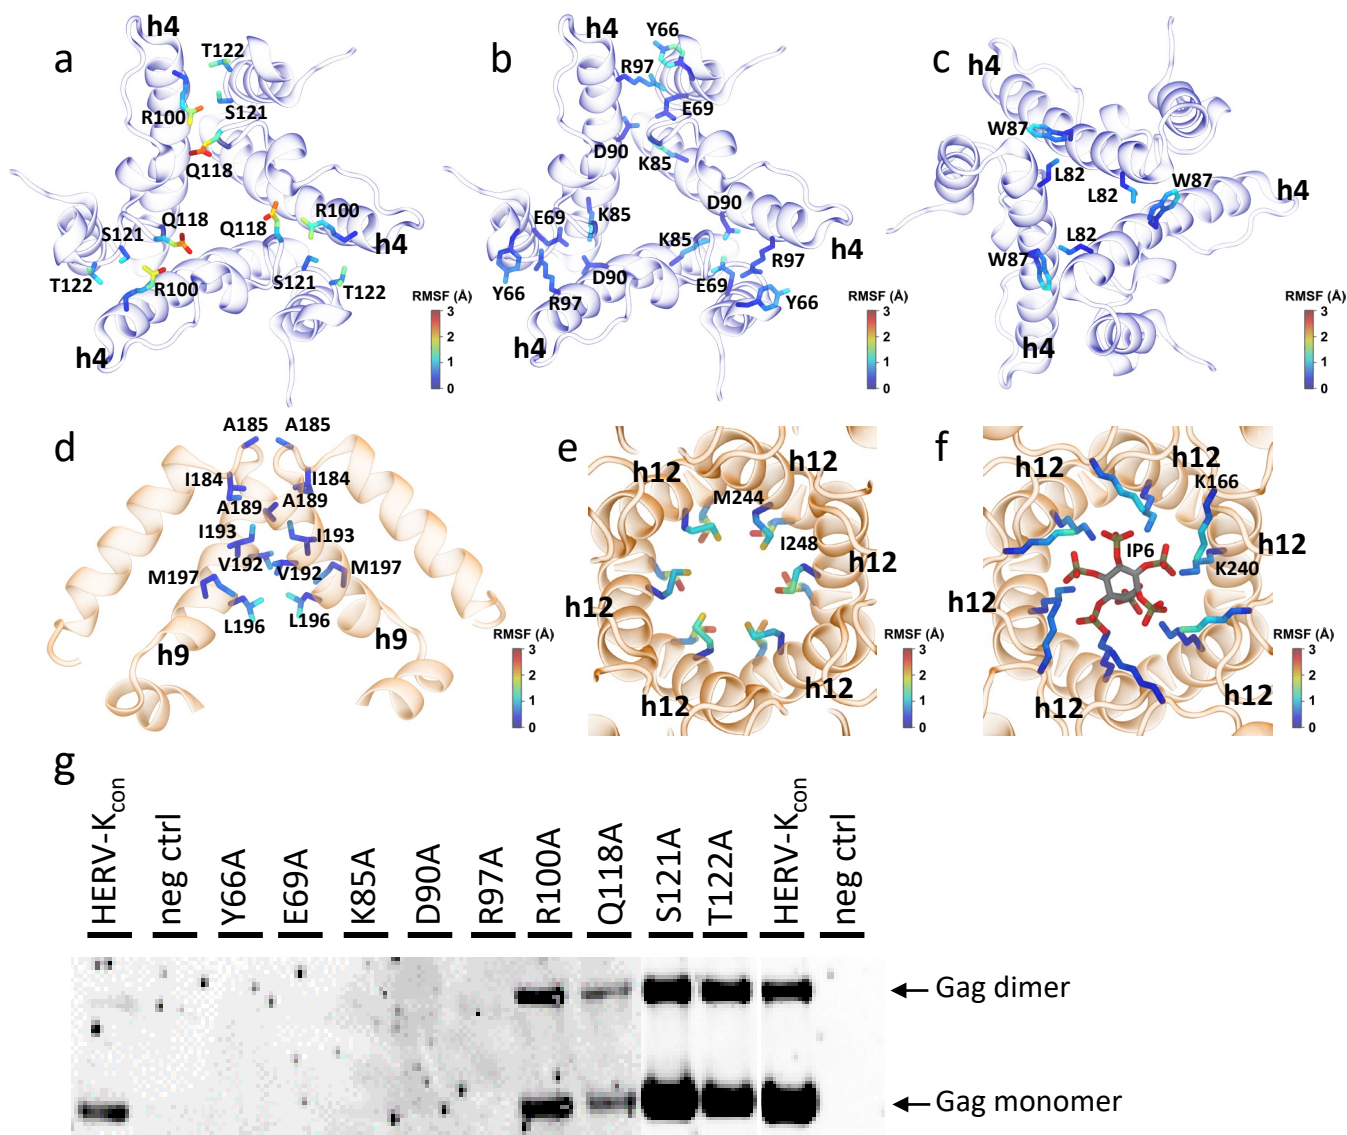 a
h4
T122
R100
S121
Q118
Q118
S121
Q118
R100
T122
R100
S121
T122
h4
h4
RMSF (Å)
3
2
1
0
b
h4
Y66
R97
E69
D90
K85
D90
E69
K85
K85
R97
Y66
R97
D90
E69
Y66
h4
h4
RMSF (Å)
3
2
1
0
c
h4
W87
L82
L82
W87
L82
W87
h4
h4
RMSF (Å)
3
2
1
0
d
A185
A185
I184
I184
A189
I193
I193
V192
V192
M197
M197
L196
L196
h9
RMSF (Å)
3
2
1
0
e
h12
h12
M244
I248
h12
h12
h12
h12
RMSF (Å)
3
2
1
0
f
h12
h12
K166
IP6
h12
K240
h12
h12
h12
RMSF (Å)
3
2
1
0
g
HERV-Kcon
neg ctrl
Y66A
E69A
K85A
D90A
R97A
R100A
Q118A
S121A
T122A
HERV-Kcon
neg ctrl
Gag dimer
Gag monomer